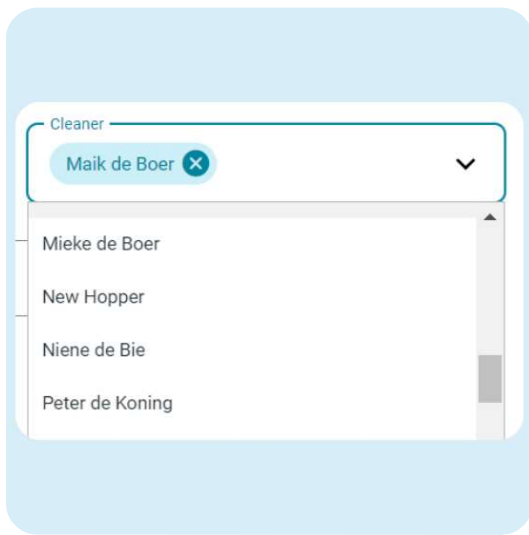 Cleaner
Maik de Boer
Mieke de Boer
New Hopper
Niene de Bie
Peter de Koning